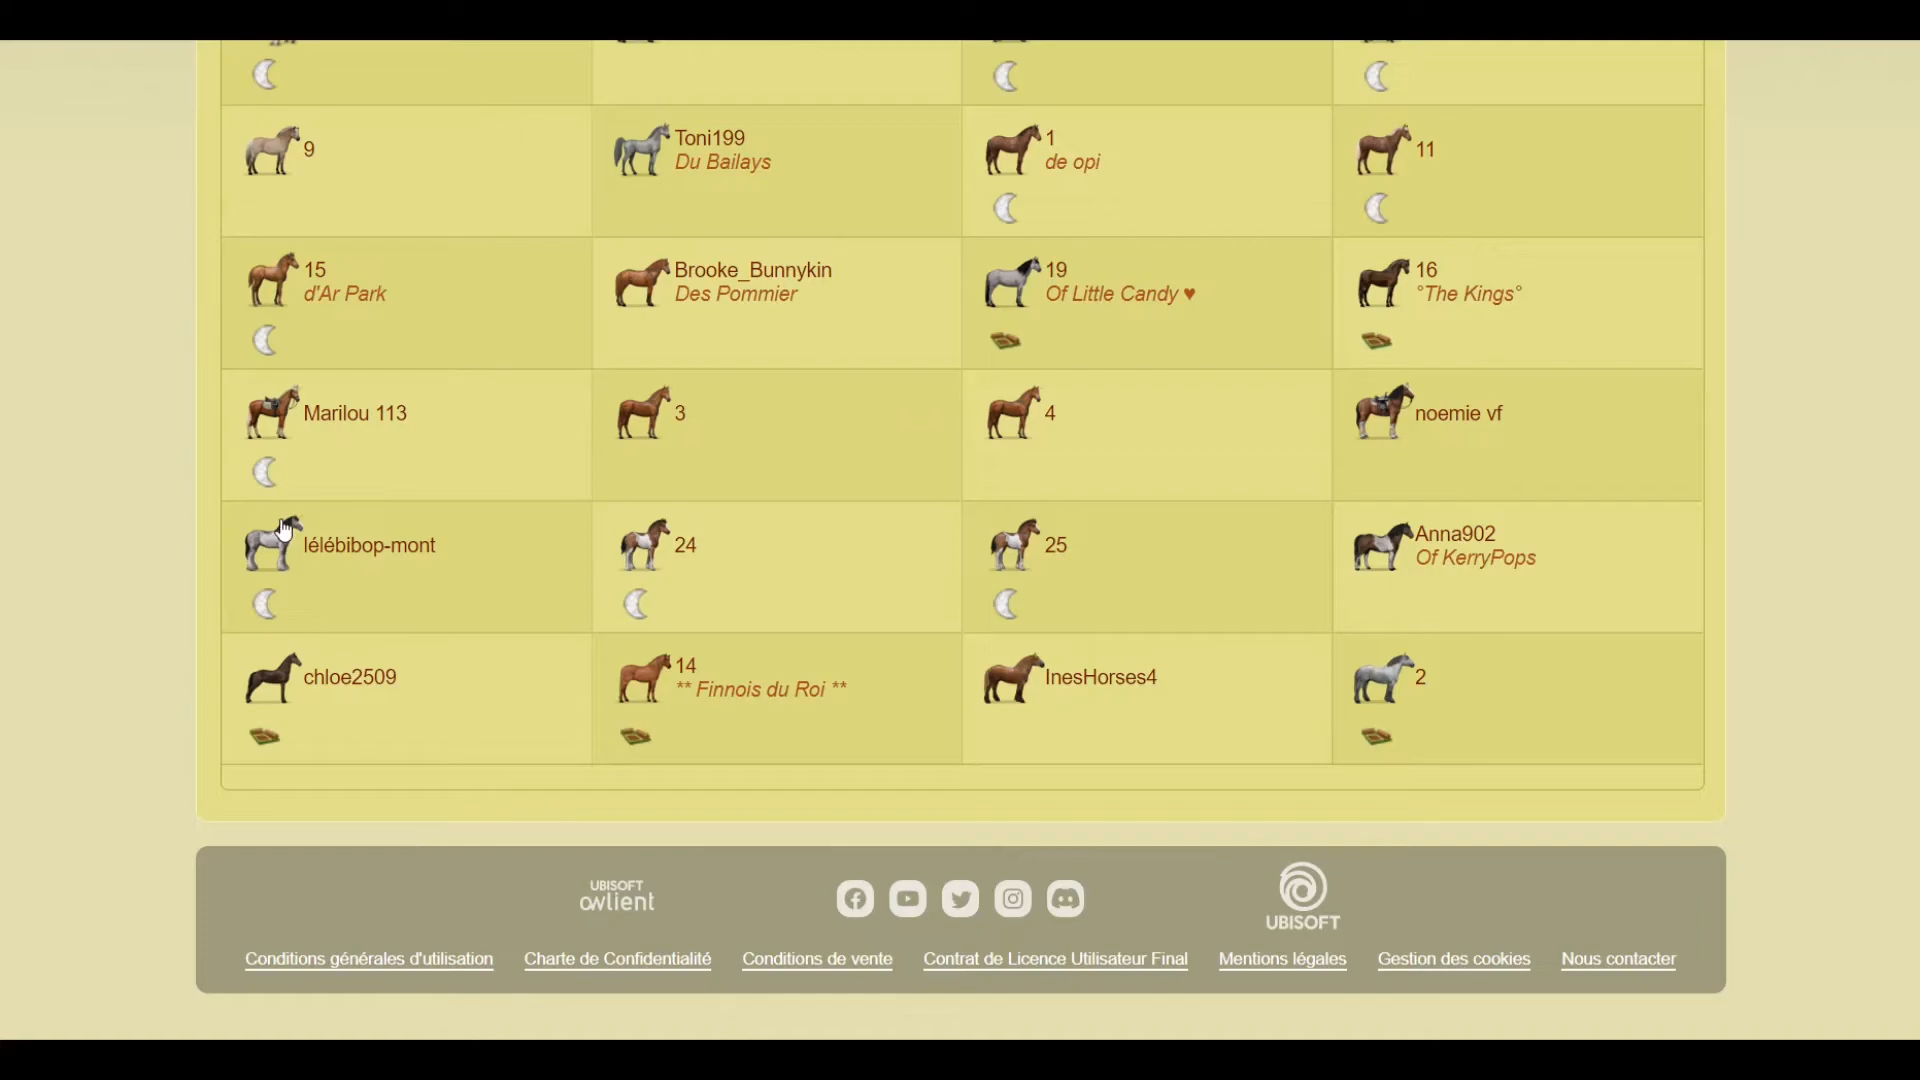 9
Toni199
Du Bailays
1
de opi
11
15
d'Ar Park
Brooke_Bunnykin
Des Pommier
19
Of Little Candy ♥
16
°The Kings°
Marilou 113
3
4
noemie vf
lélébibop-mont
24
25
Anna902
Of KerryPops
chloe2509
14
** Finnois du Roi **
InesHorses4
2
UBISOFT
owlient
UBISOFT
Conditions générales d'utilisation
Charte de Confidentialité
Conditions de vente
Contrat de Licence Utilisateur Final
Mentions légales
Gestion des cookies
Nous contacter